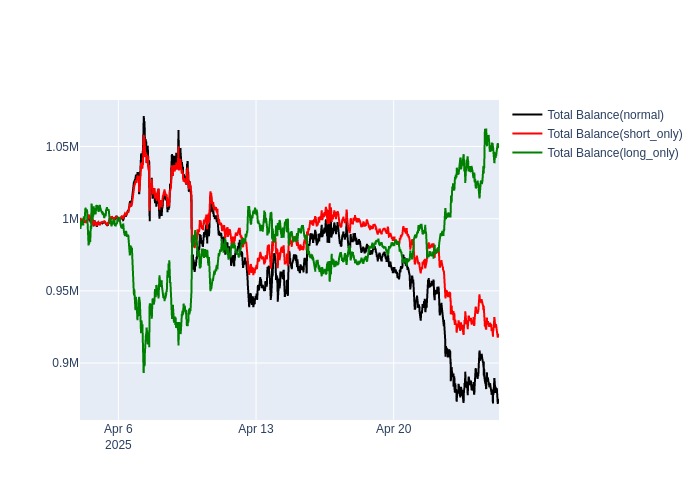 Total Balance(normal)
Total Balance(short_only)
Total Balance(long_only)
1.05M
1M
0.95M
0.9M
Apr 6
2025
Apr 13
Apr 20